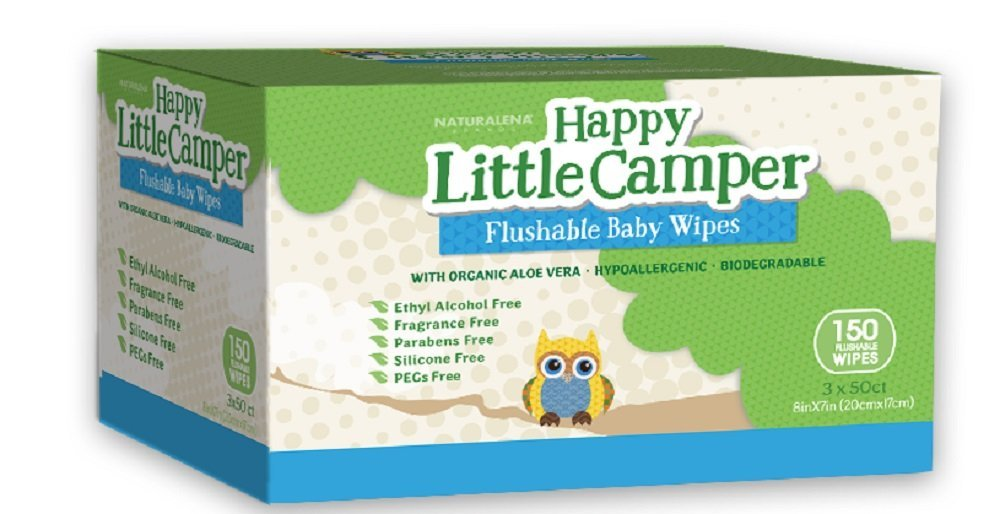 NATURALENA
Happy
LittleCamper
Flushable Baby Wipes
WITH ORGANIC ALOE VERA · HYPOALLERGENIC · BIODEGRADABLE
Ethyl Alcohol Free
Fragrance Free
Parabens Free
Silicone Free
PEGs Free
150
FLUSHABLE
WIPES
3 x 50ct
8inX7in (20cmx17cm)
NATURALENA
Happy
LittleCamper
Flushable Baby Wipes
WITH ORGANIC ALOE VERA · HYPOALLERGENIC · BIODEGRADABLE
Ethyl Alcohol Free
Fragrance Free
Parabens Free
Silicone Free
PEGs Free
150
FLUSHABLE
WIPES
3x50 ct
8inX7in (20cmx17cm)